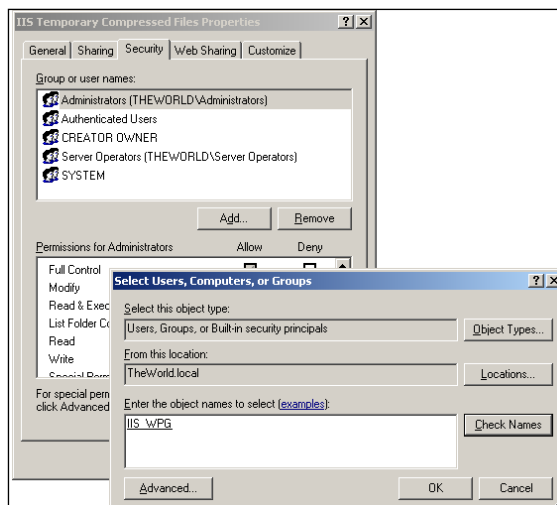 IIS Temporary Compressed Files Properties
General Sharing Security Web Sharing Customize
Group or user names:
Administrators (THEWORLD\Administrators)
Authenticated Users
CREATOR OWNER
Server Operators (THEWORLD\Server Operators)
SYSTEM
Add... Remove
Permissions for Administrators Allow Deny
Full Control
Modify
Read & Exec
List Folder Co
Read
Write
For special perm
click Advanced
Select Users, Computers, or Groups
Select this object type:
Users, Groups, or Built-in security principals
Object Types...
From this location:
TheWorld.local
Locations...
Enter the object names to select (examples):
IIS_WPG
Check Names
Advanced... OK Cancel